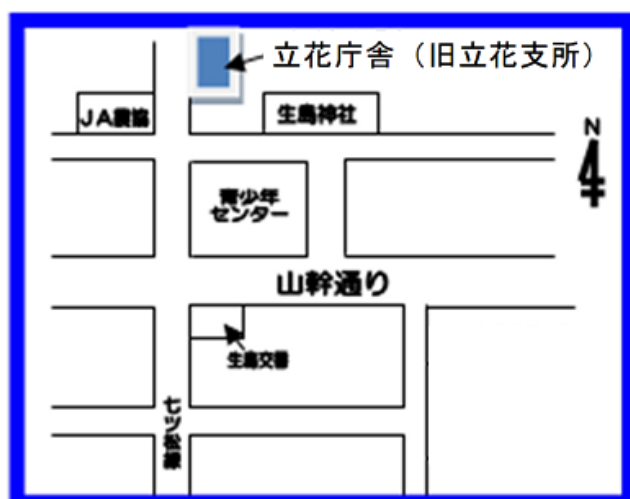 立花庁舎（旧立花支所）
JA農協
生島神社
N
青少年
センター
山幹通り
生島交番
七ツ松線